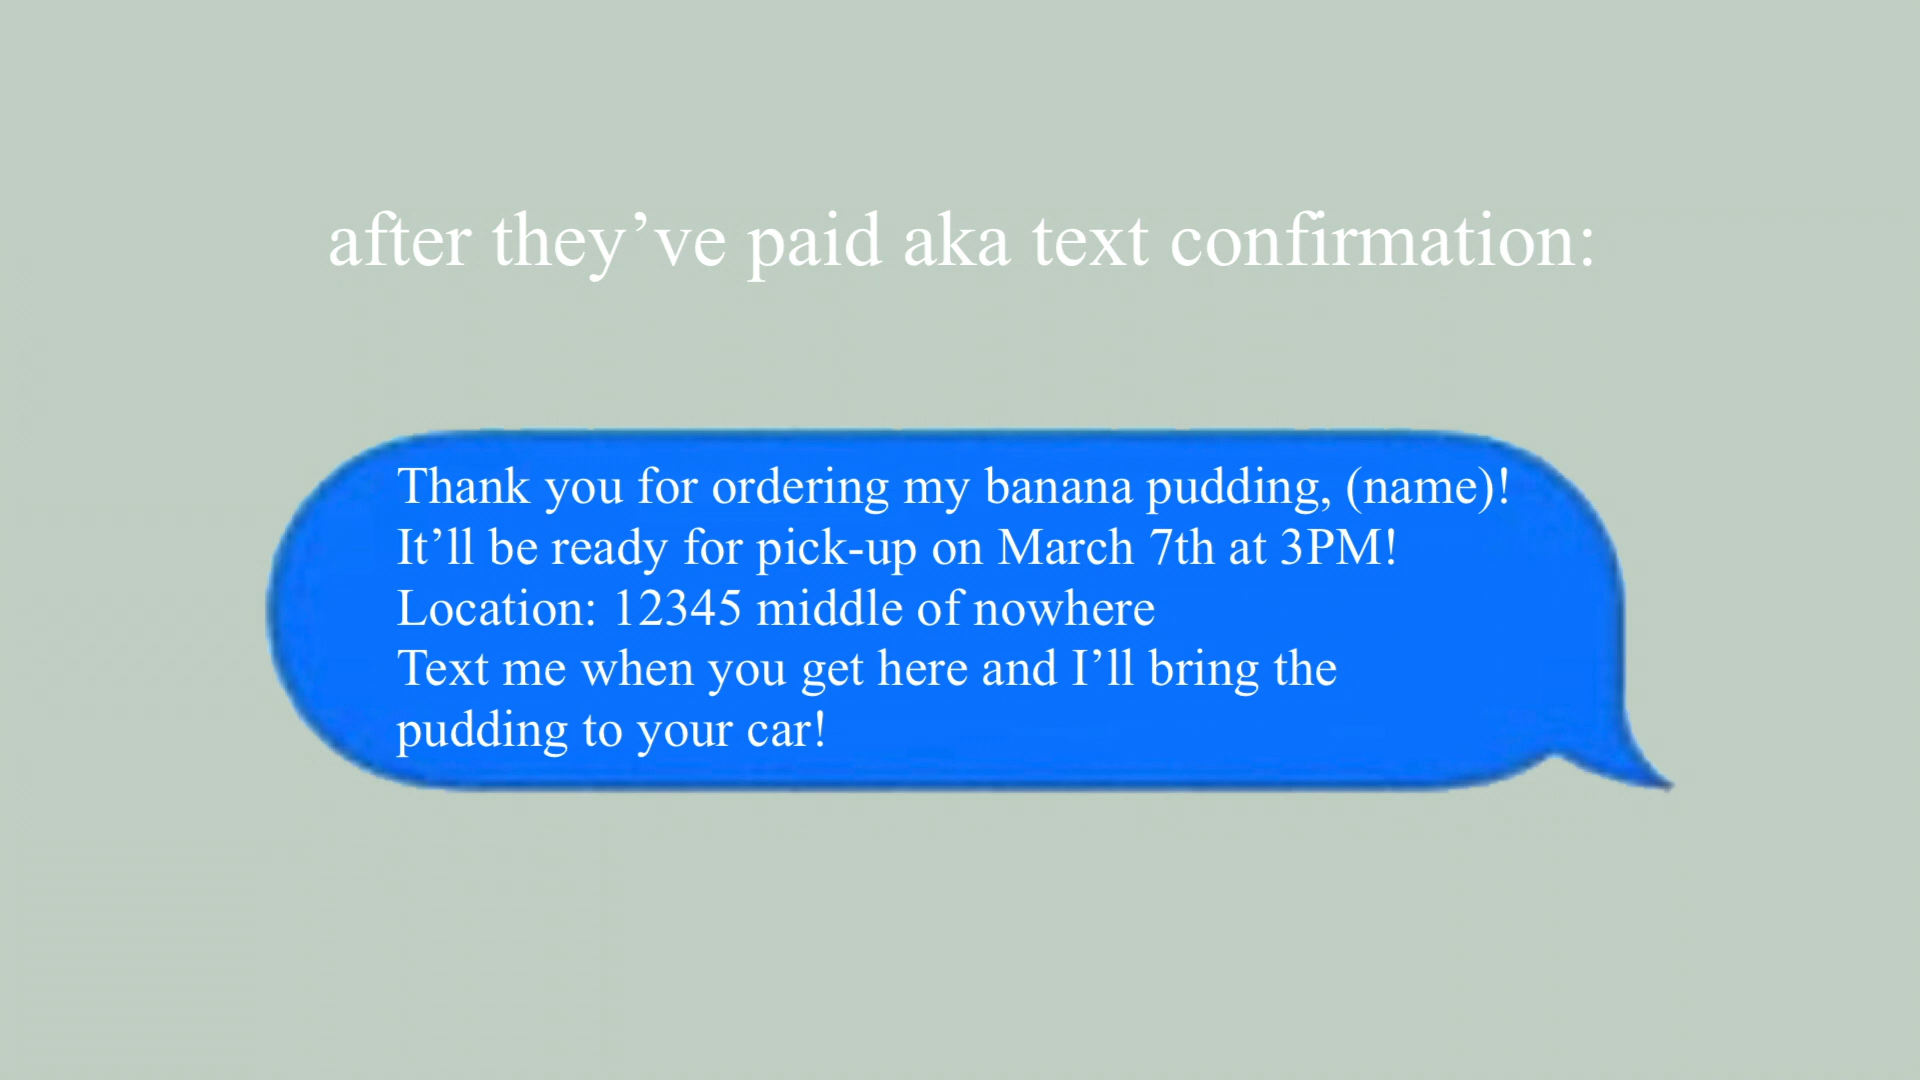 after they’ve paid aka text confirmation:
Thank you for ordering my banana pudding, (name)!
It’ll be ready for pick-up on March 7th at 3PM!
Location: 12345 middle of nowhere
Text me when you get here and I’ll bring the
pudding to your car!